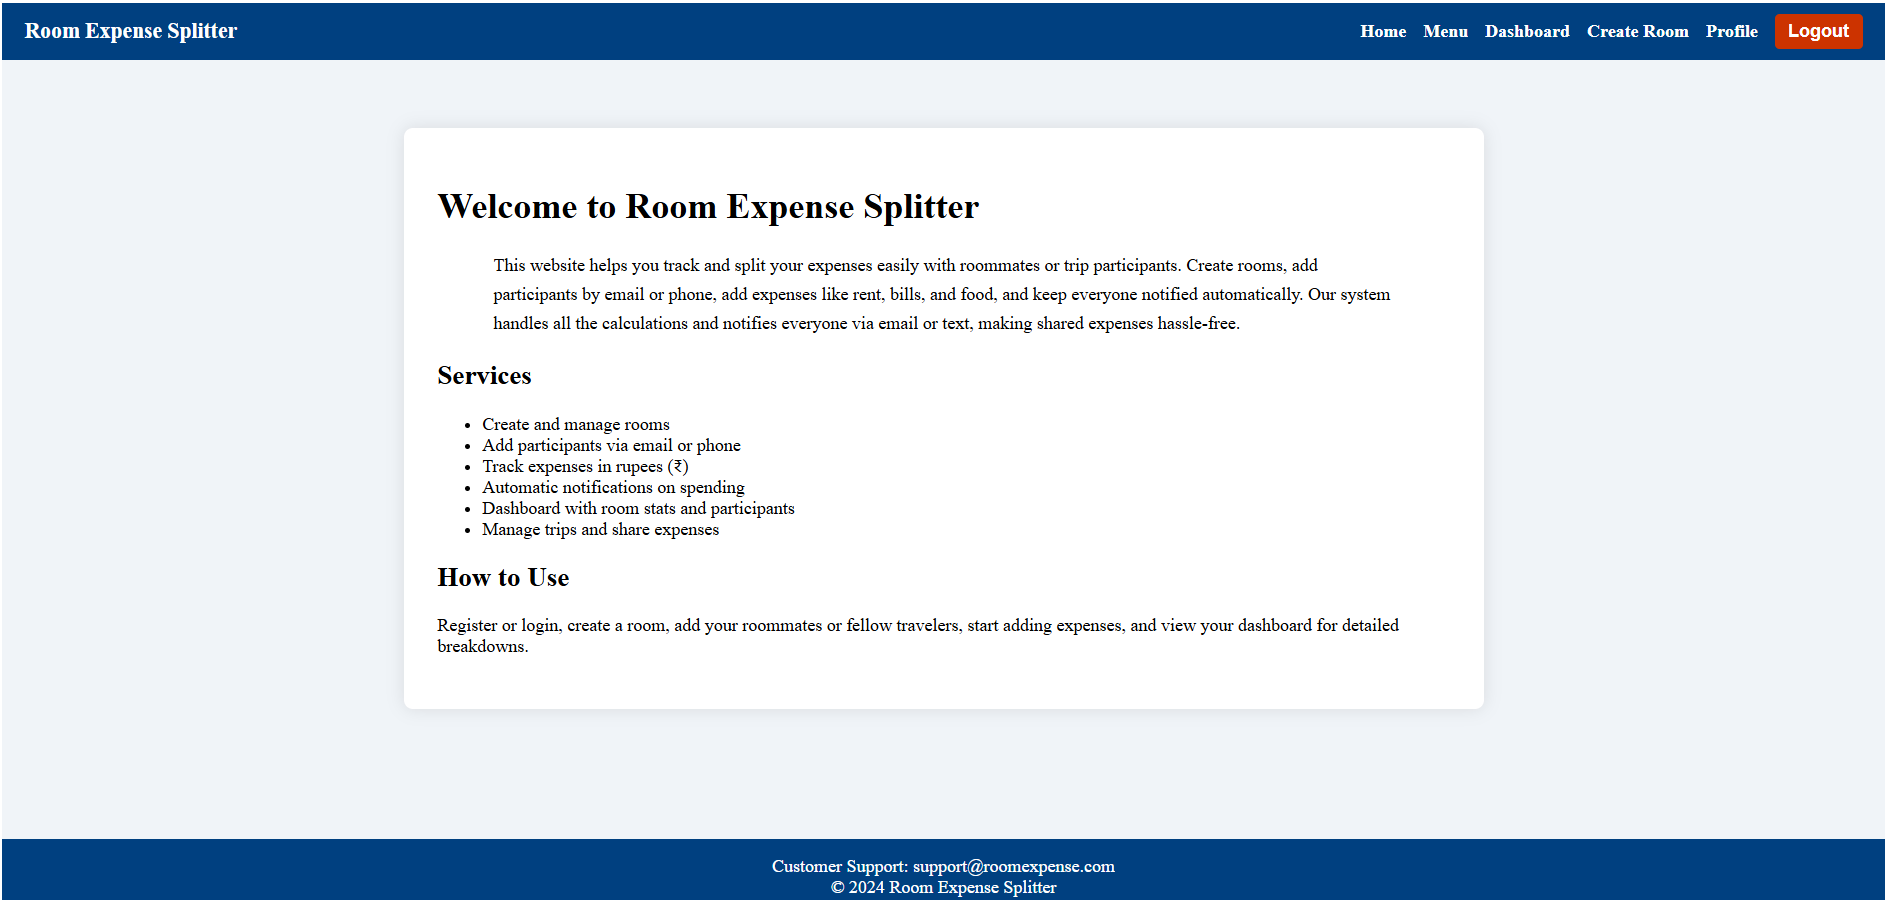 Room Expense Splitter
Home Menu Dashboard Create Room Profile Logout
Welcome to Room Expense Splitter
This website helps you track and split your expenses easily with roommates or trip participants. Create rooms, add
participants by email or phone, add expenses like rent, bills, and food, and keep everyone notified automatically. Our system
handles all the calculations and notifies everyone via email or text, making shared expenses hassle-free.
Services
• Create and manage rooms
• Add participants via email or phone
• Track expenses in rupees (₹)
• Automatic notifications on spending
• Dashboard with room stats and participants
• Manage trips and share expenses
How to Use
Register or login, create a room, add your roommates or fellow travelers, start adding expenses, and view your dashboard for detailed
breakdowns.
Customer Support: support@roomexpense.com
© 2024 Room Expense Splitter